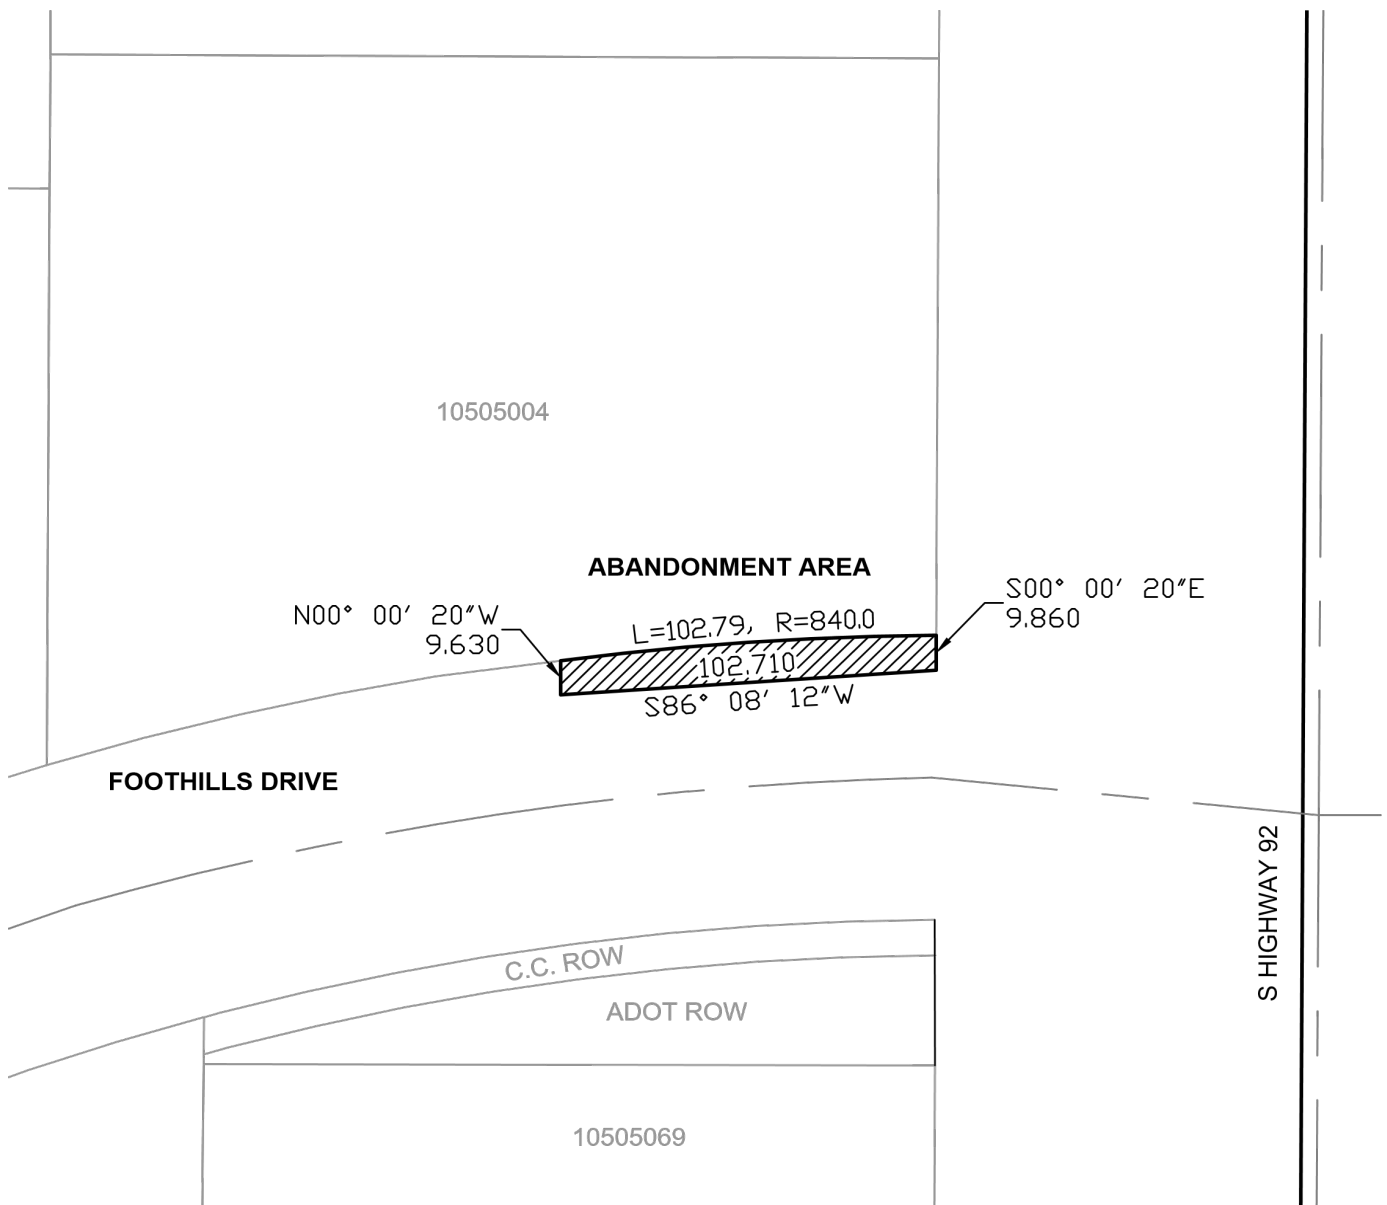 10505004
ABANDONMENT AREA
N00° 00′ 20″W
9.630
S00° 00′ 20″E
9.860
L=102.79, R=840.0
102.710
S86° 08′ 12″W
FOOTHILLS DRIVE
S HIGHWAY 92
C.C. ROW
ADOT ROW
10505069